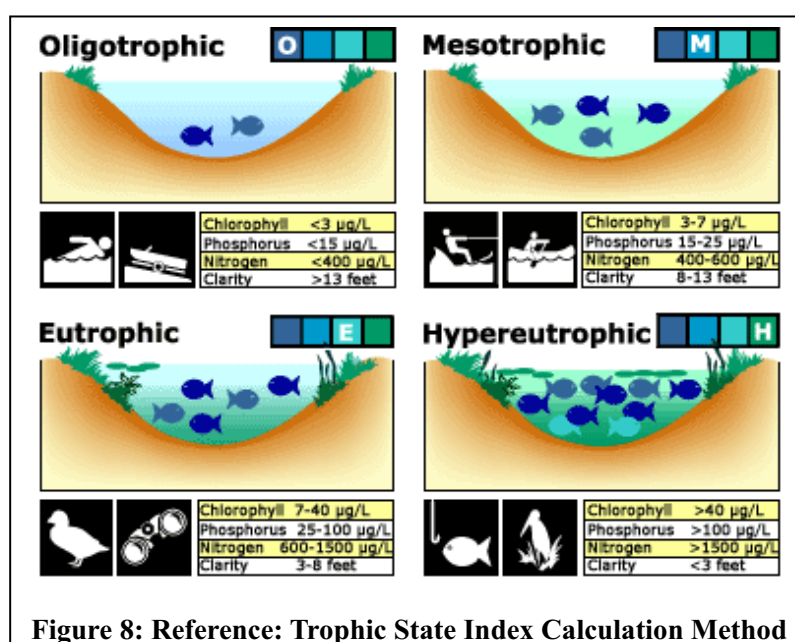 Oligotrophic O
Mesotrophic M
Chlorophyll <3 µg/L
Phosphorus <15 µg/L
Nitrogen <400 µg/L
Clarity >13 feet
Chlorophyll 3-7 µg/L
Phosphorus 15-25 µg/L
Nitrogen 400-600 µg/L
Clarity 8-13 feet
Eutrophic E
Hypereutrophic H
Chlorophyll 7-40 µg/L
Phosphorus 25-100 µg/L
Nitrogen 600-1500 µg/L
Clarity 3-8 feet
Chlorophyll >40 µg/L
Phosphorus >100 µg/L
Nitrogen >1500 µg/L
Clarity <3 feet
Figure 8: Reference: Trophic State Index Calculation Method